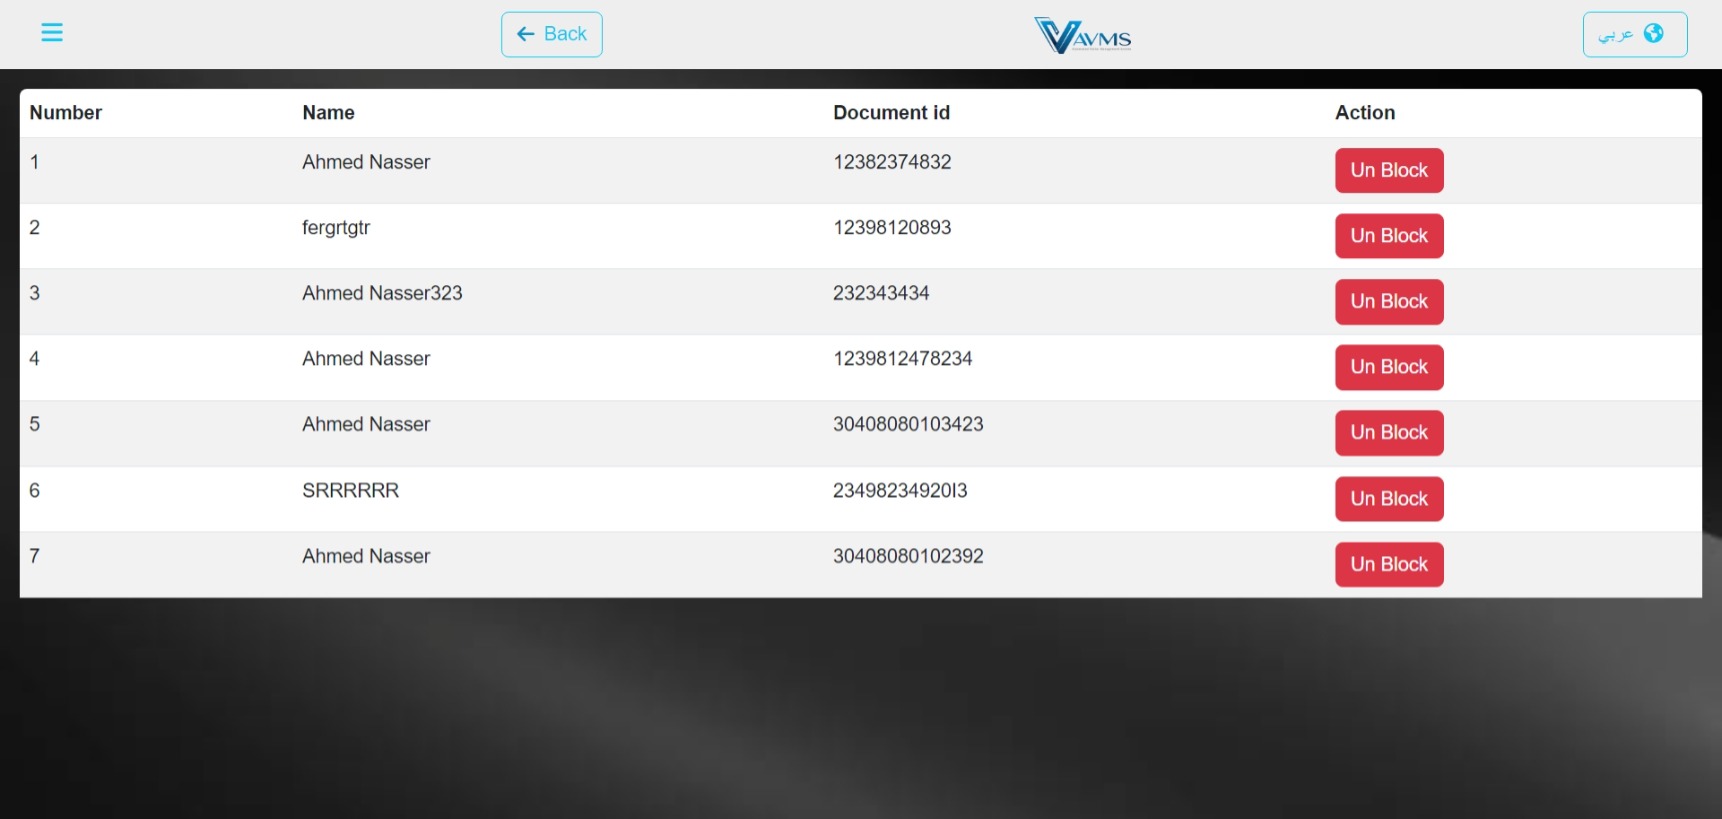 Back
AVMS
عربي
Number Name Document id Action
1 Ahmed Nasser 12382374832 Un Block
2 fergrtgtr 12398120893 Un Block
3 Ahmed Nasser323 232343434 Un Block
4 Ahmed Nasser 1239812478234 Un Block
5 Ahmed Nasser 30408080103423 Un Block
6 SRRRRRR 23498234920I3 Un Block
7 Ahmed Nasser 30408080102392 Un Block